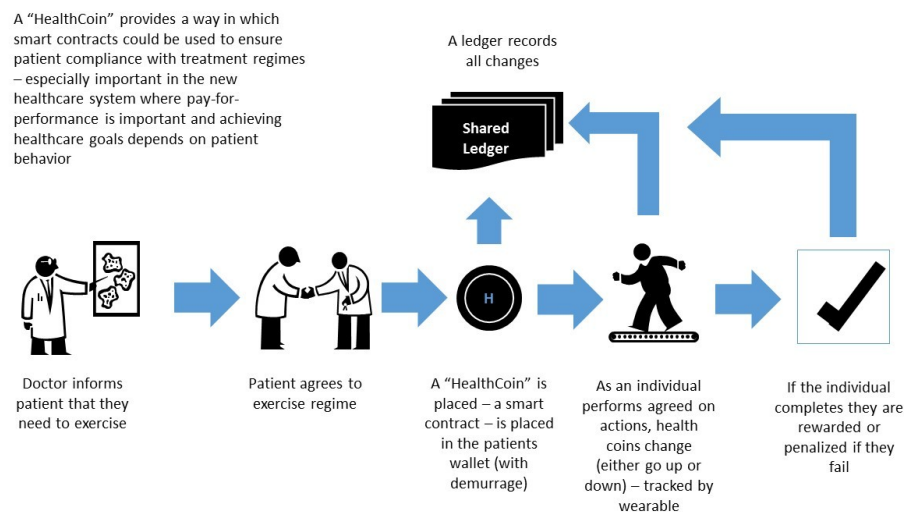 A “HealthCoin” provides a way in which
smart contracts could be used to ensure
patient compliance with treatment regimes
– especially important in the new
healthcare system where pay-for-
performance is important and achieving
healthcare goals depends on patient
behavior
A ledger records
all changes
Shared
Ledger
H
Doctor informs
patient that they
need to exercise
Patient agrees to
exercise regime
A “HealthCoin” is
placed – a smart
contract – is placed
in the patients
wallet (with
demurrage)
As an individual
performs agreed on
actions, health
coins change
(either go up or
down) – tracked by
wearable
If the individual
completes they are
rewarded or
penalized if they
fail